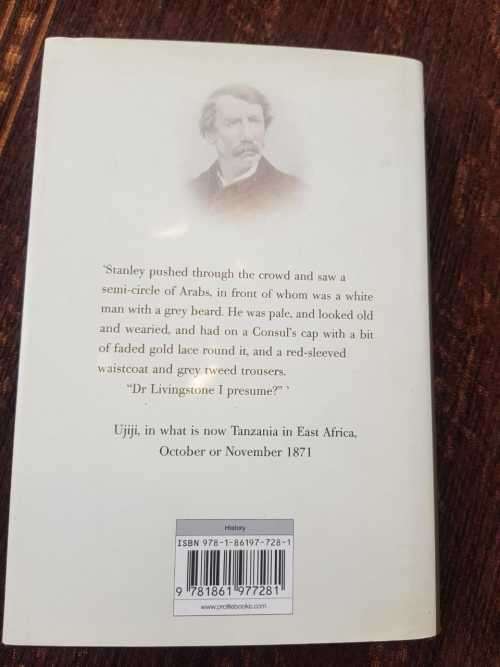 'Stanley pushed through the crowd and saw a
semi-circle of Arabs, in front of whom was a white
man with a grey beard. He was pale, and looked old
and wearied, and had on a Consul's cap with a bit
of faded gold lace round it, and a red-sleeved
waistcoat and grey tweed trousers.
"Dr Livingstone I presume?" '
Ujiji, in what is now Tanzania in East Africa,
October or November 1871
History
ISBN 978-1-86197-728-1
9 781861 977281
www.profilebooks.com